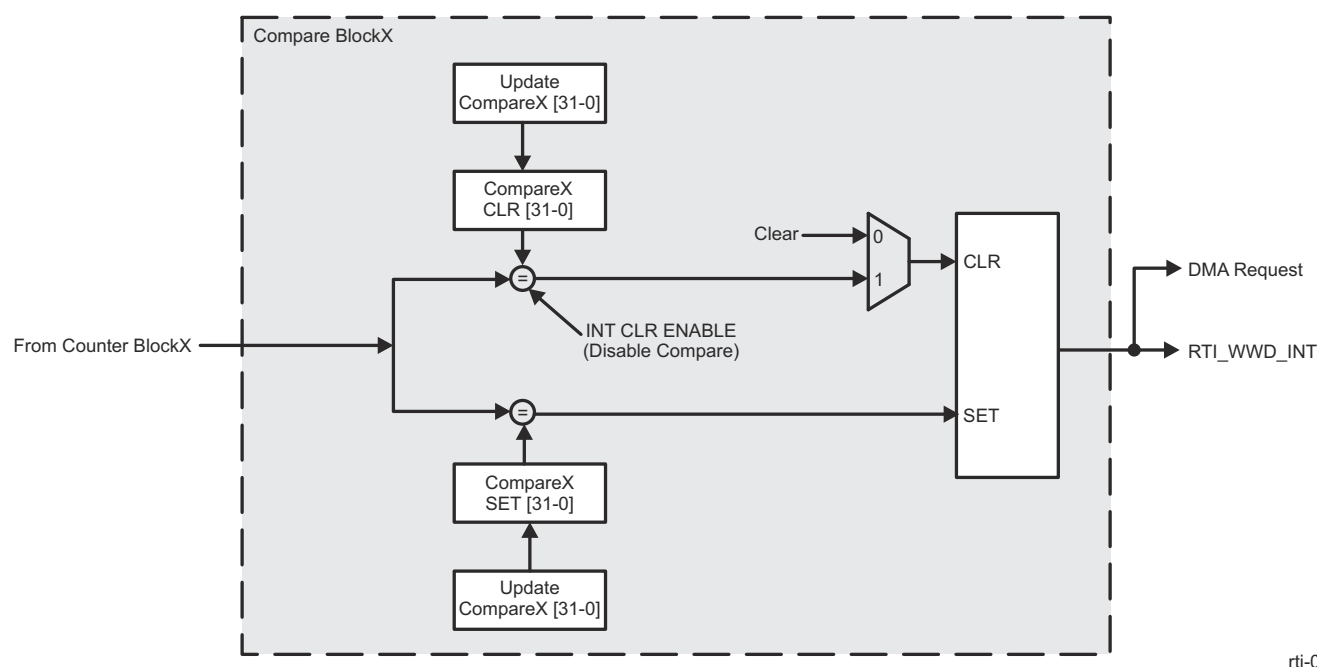 Compare BlockX
Update
CompareX [31-0]
CompareX
CLR [31-0]
Clear
0
1
CLR
DMA Request
=
INT CLR ENABLE
(Disable Compare)
From Counter BlockX
RTI_WWD_INT
=
SET
CompareX
SET [31-0]
Update
CompareX [31-0]